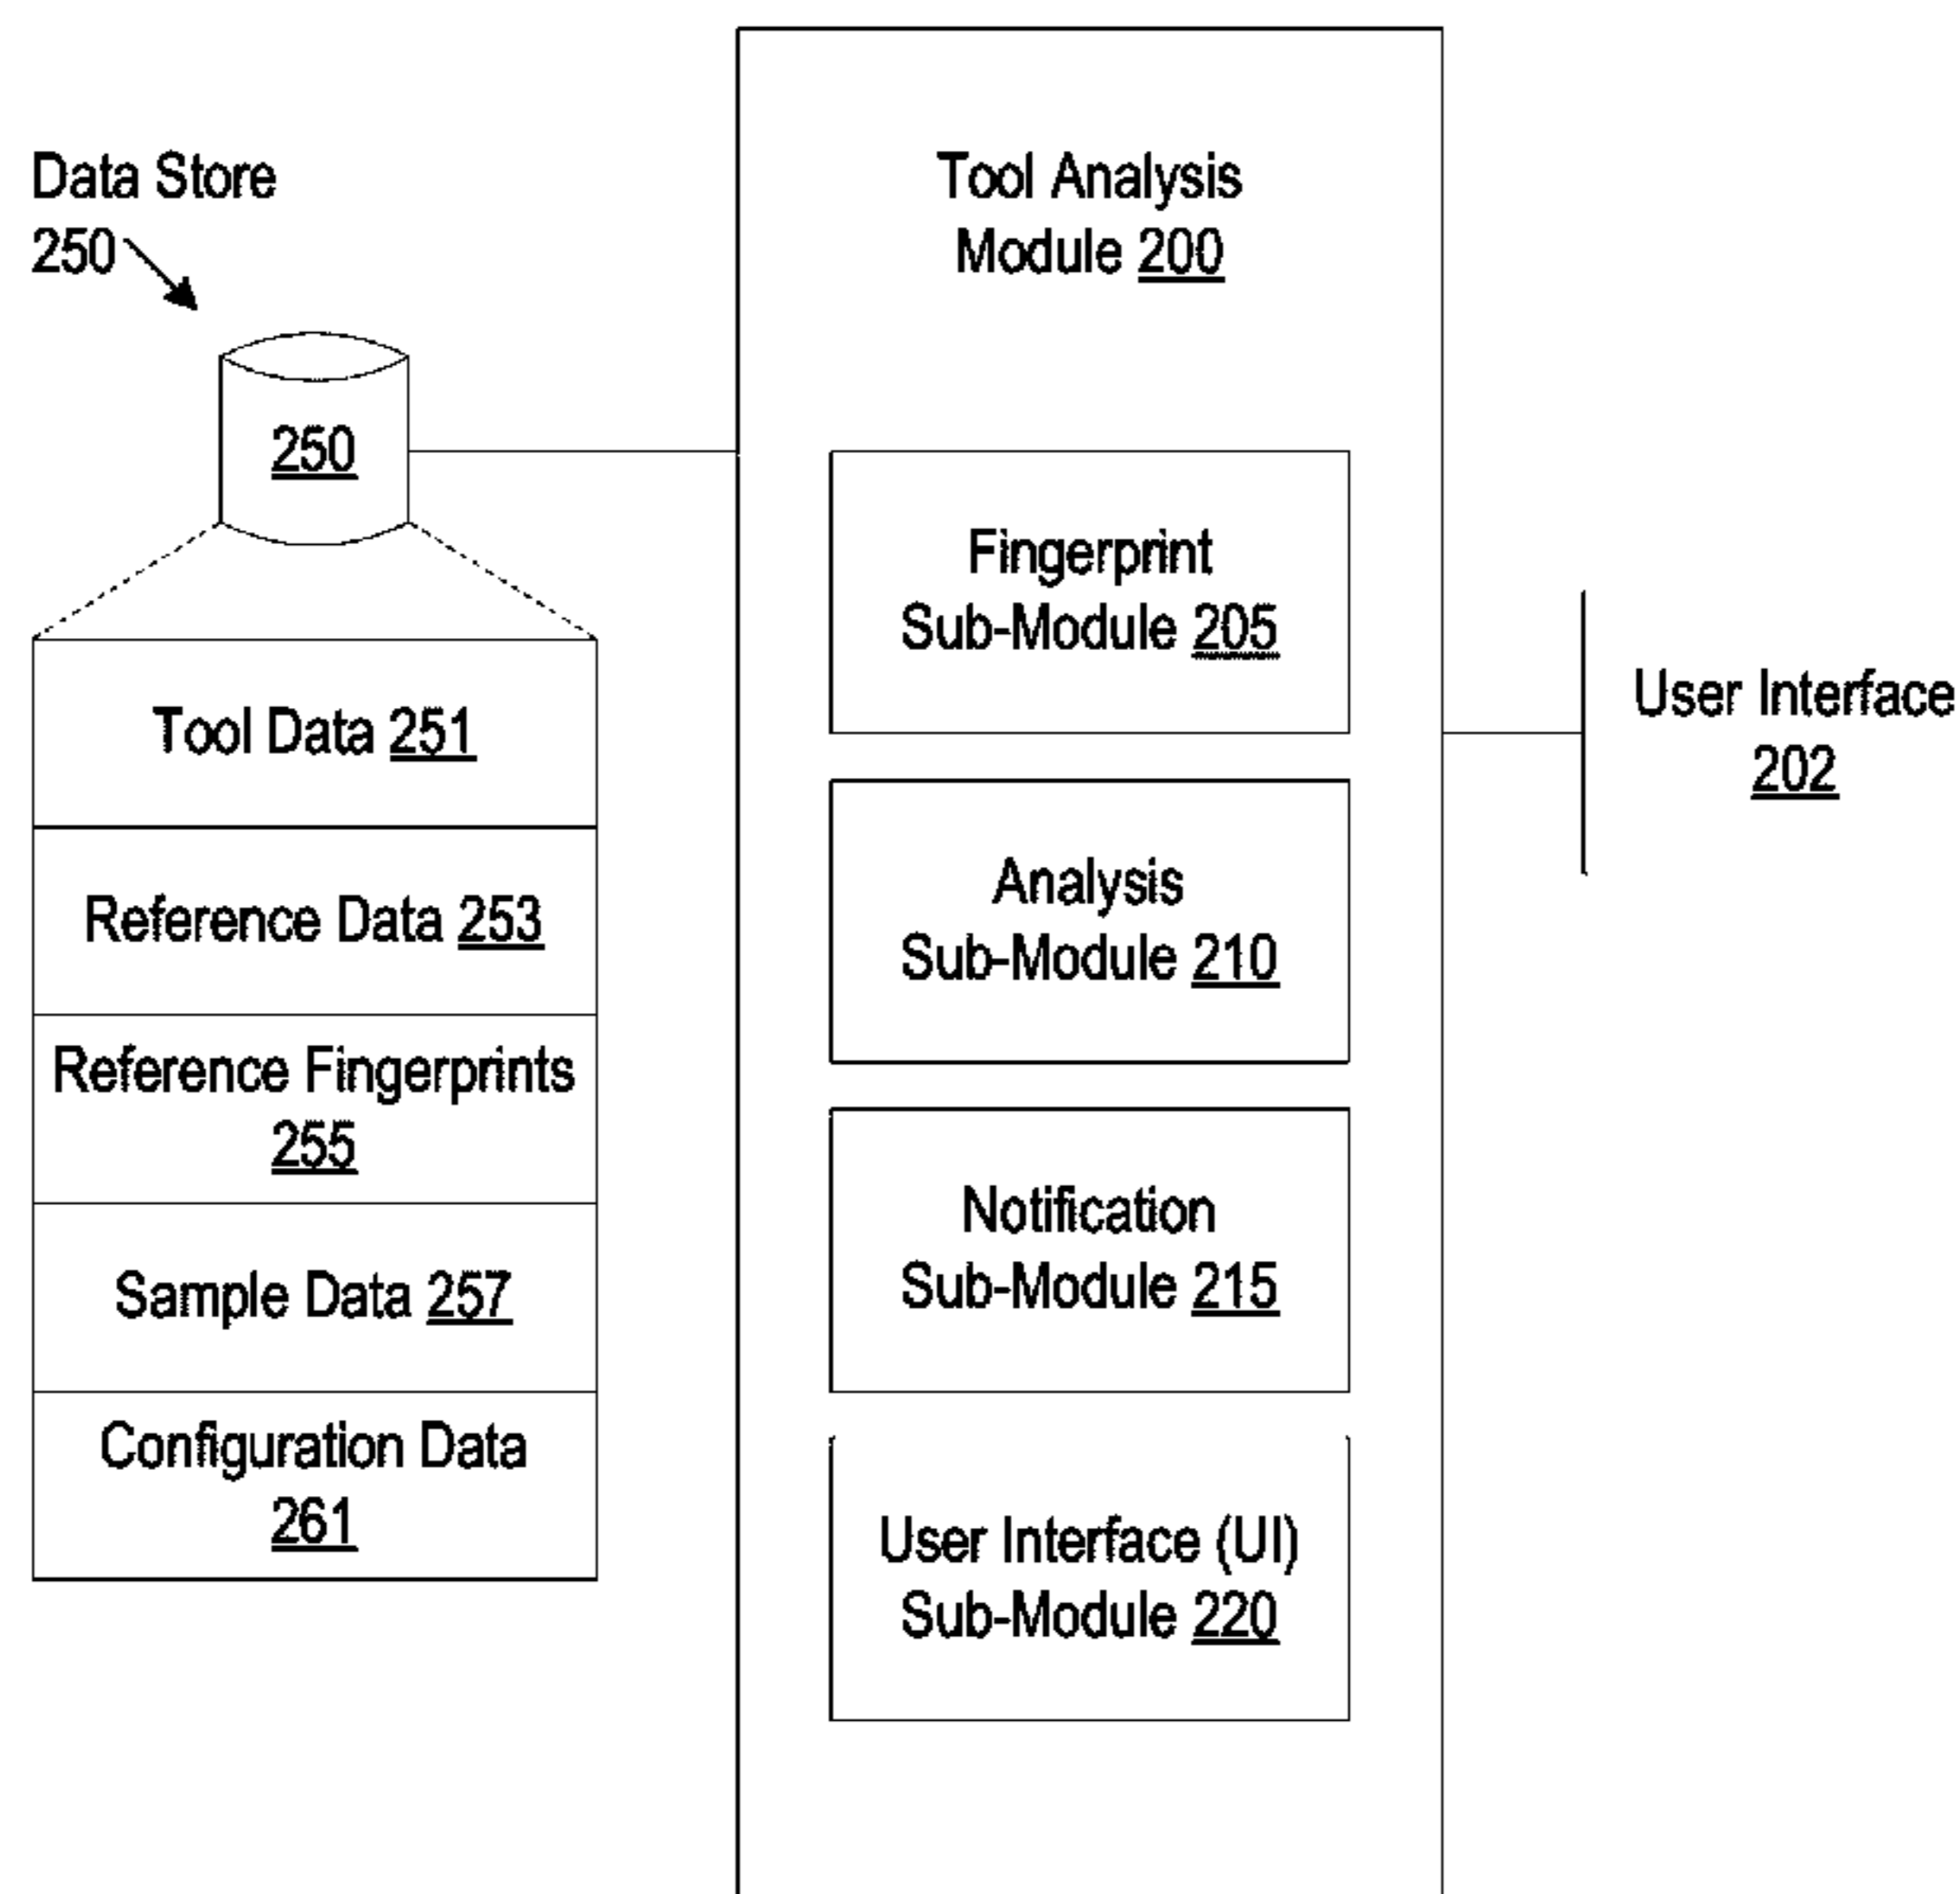 Data Store
250
250
Tool Data 251
Reference Data 253
Reference Fingerprints
255
Sample Data 257
Configuration Data
261
Tool Analysis
Module 200
Fingerprint
Sub-Module 205
Analysis
Sub-Module 210
Notification
Sub-Module 215
User Interface (UI)
Sub-Module 220
User Interface
202